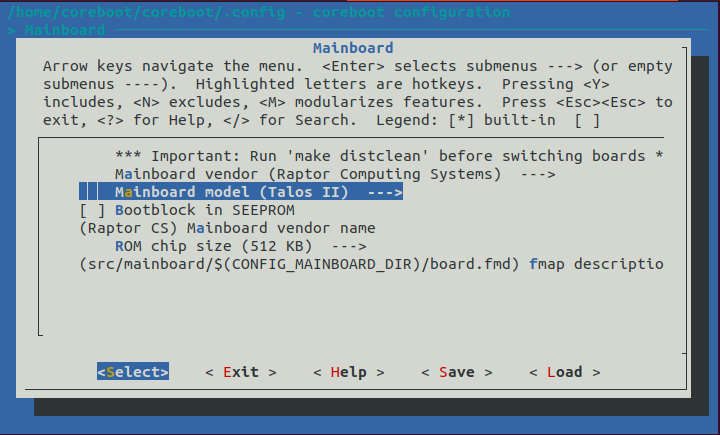 /home/coreboot/coreboot/.config - coreboot configuration
> Mainboard
Mainboard
Arrow keys navigate the menu.  <Enter> selects submenus ---> (or empty
submenus ----).  Highlighted letters are hotkeys.  Pressing <Y>
includes, <N> excludes, <M> modularizes features.  Press <Esc><Esc> to
exit, <?> for Help, </> for Search.  Legend: [*] built-in  [ ]
*** Important: Run 'make distclean' before switching boards *
Mainboard vendor (Raptor Computing Systems)  --->
Mainboard model (Talos II)  --->
[ ] Bootblock in SEEPROM
(Raptor CS) Mainboard vendor name
ROM chip size (512 KB)  --->
(src/mainboard/$(CONFIG_MAINBOARD_DIR)/board.fmd) fmap descriptio
<Select>    < Exit >    < Help >    < Save >    < Load >